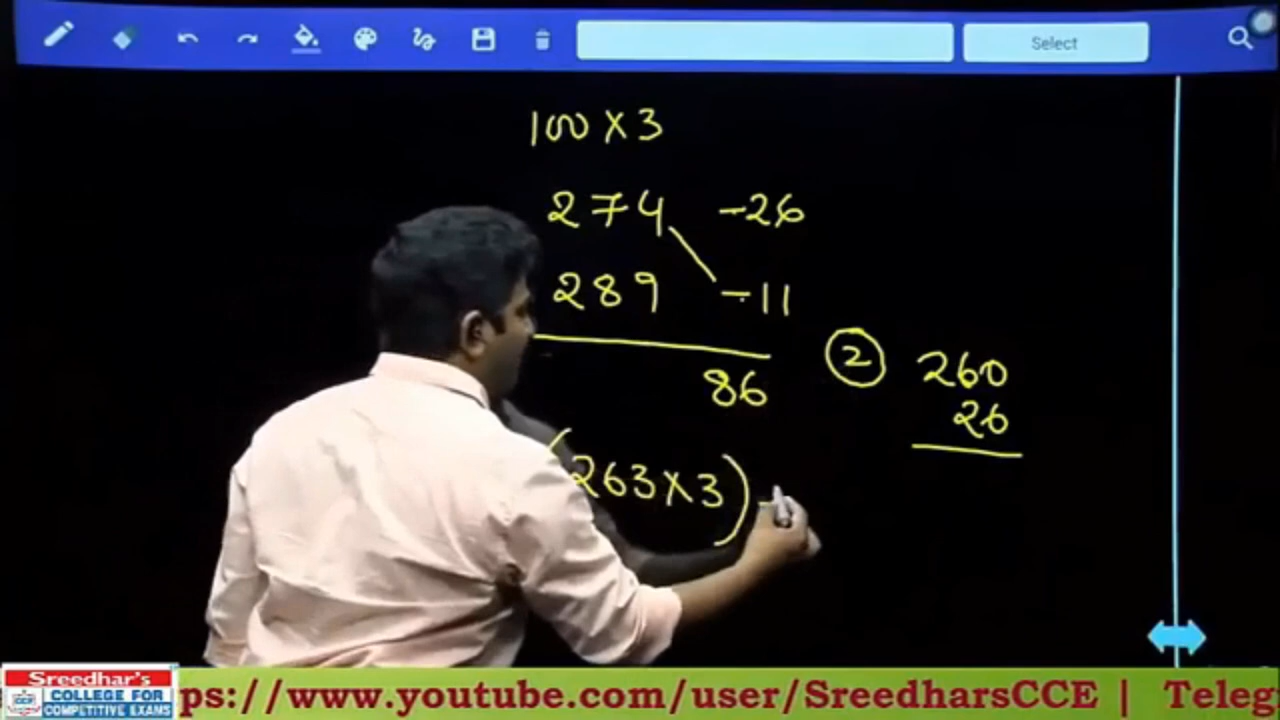 Select
100 X 3
274 -26
289 -11
86
2 260
26
(263 X 3) -
Sreedhar's
CCE COLLEGE FOR
COMPETITIVE EXAMS
ps://www.youtube.com/user/SreedharsCCE | Teleg